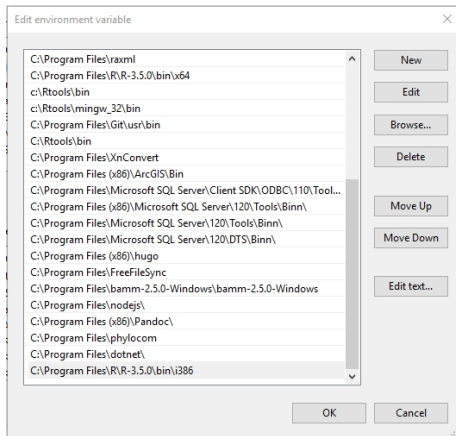 Edit environment variable
C:\Program Files\raxml
C:\Program Files\R\R-3.5.0\bin\x64
c:\Rtools\bin
c:\Rtools\mingw_32\bin
C:\Program Files\Git\usr\bin
C:\Rtools\bin
C:\Program Files\XnConvert
C:\Program Files (x86)\ArcGIS\Bin
C:\Program Files\Microsoft SQL Server\Client SDK\ODBC\110\Tool...
C:\Program Files (x86)\Microsoft SQL Server\120\Tools\Binn\
C:\Program Files\Microsoft SQL Server\120\Tools\Binn\
C:\Program Files\Microsoft SQL Server\120\DTS\Binn\
C:\Program Files (x86)\hugo
C:\Program Files\FreeFileSync
C:\Program Files\bamm-2.5.0-Windows\bamm-2.5.0-Windows
C:\Program Files\nodejs\
C:\Program Files (x86)\Pandoc\
C:\Program Files\phylocom
C:\Program Files\dotnet\
C:\Program Files\R\R-3.5.0\bin\i386
New
Edit
Browse...
Delete
Move Up
Move Down
Edit text...
OK
Cancel